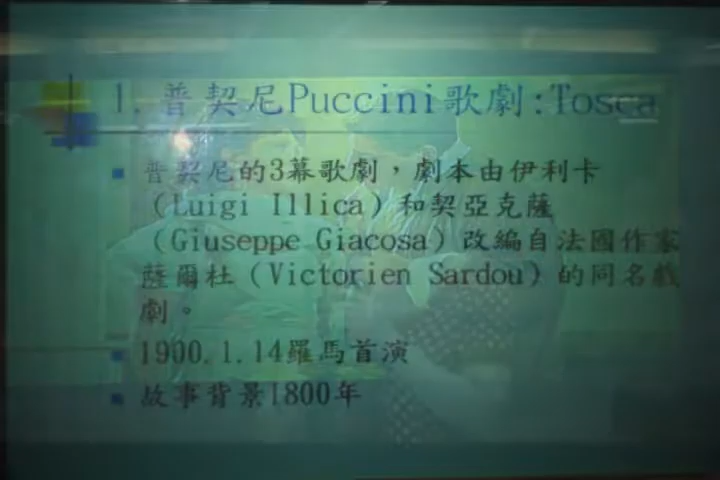 1. 普契尼Puccini歌劇:Tosca
普契尼的3幕歌劇，劇本由伊利卡
（Luigi Illica）和契亞克薩
（Giuseppe Giacosa）改編自法國作家
薩爾杜（Victorien Sardou）的同名戲
劇。
1900.1.14羅馬首演
故事背景1800年